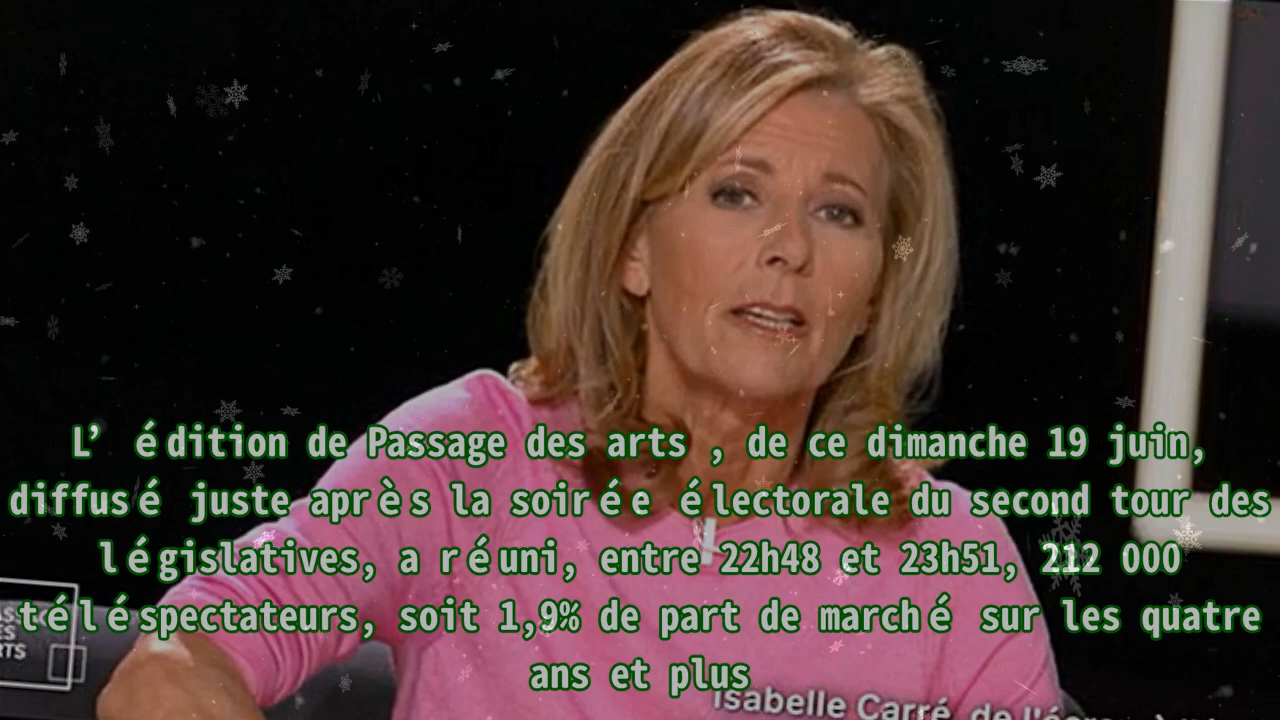 L’ édition de Passage des arts , de ce dimanche 19 juin,
diffusé juste après la soirée électorale du second tour des
législatives, a réuni, entre 22h48 et 23h51, 212 000
téléspectateurs, soit 1,9% de part de marché sur les quatre
ans et plus
Isabelle Carré, de